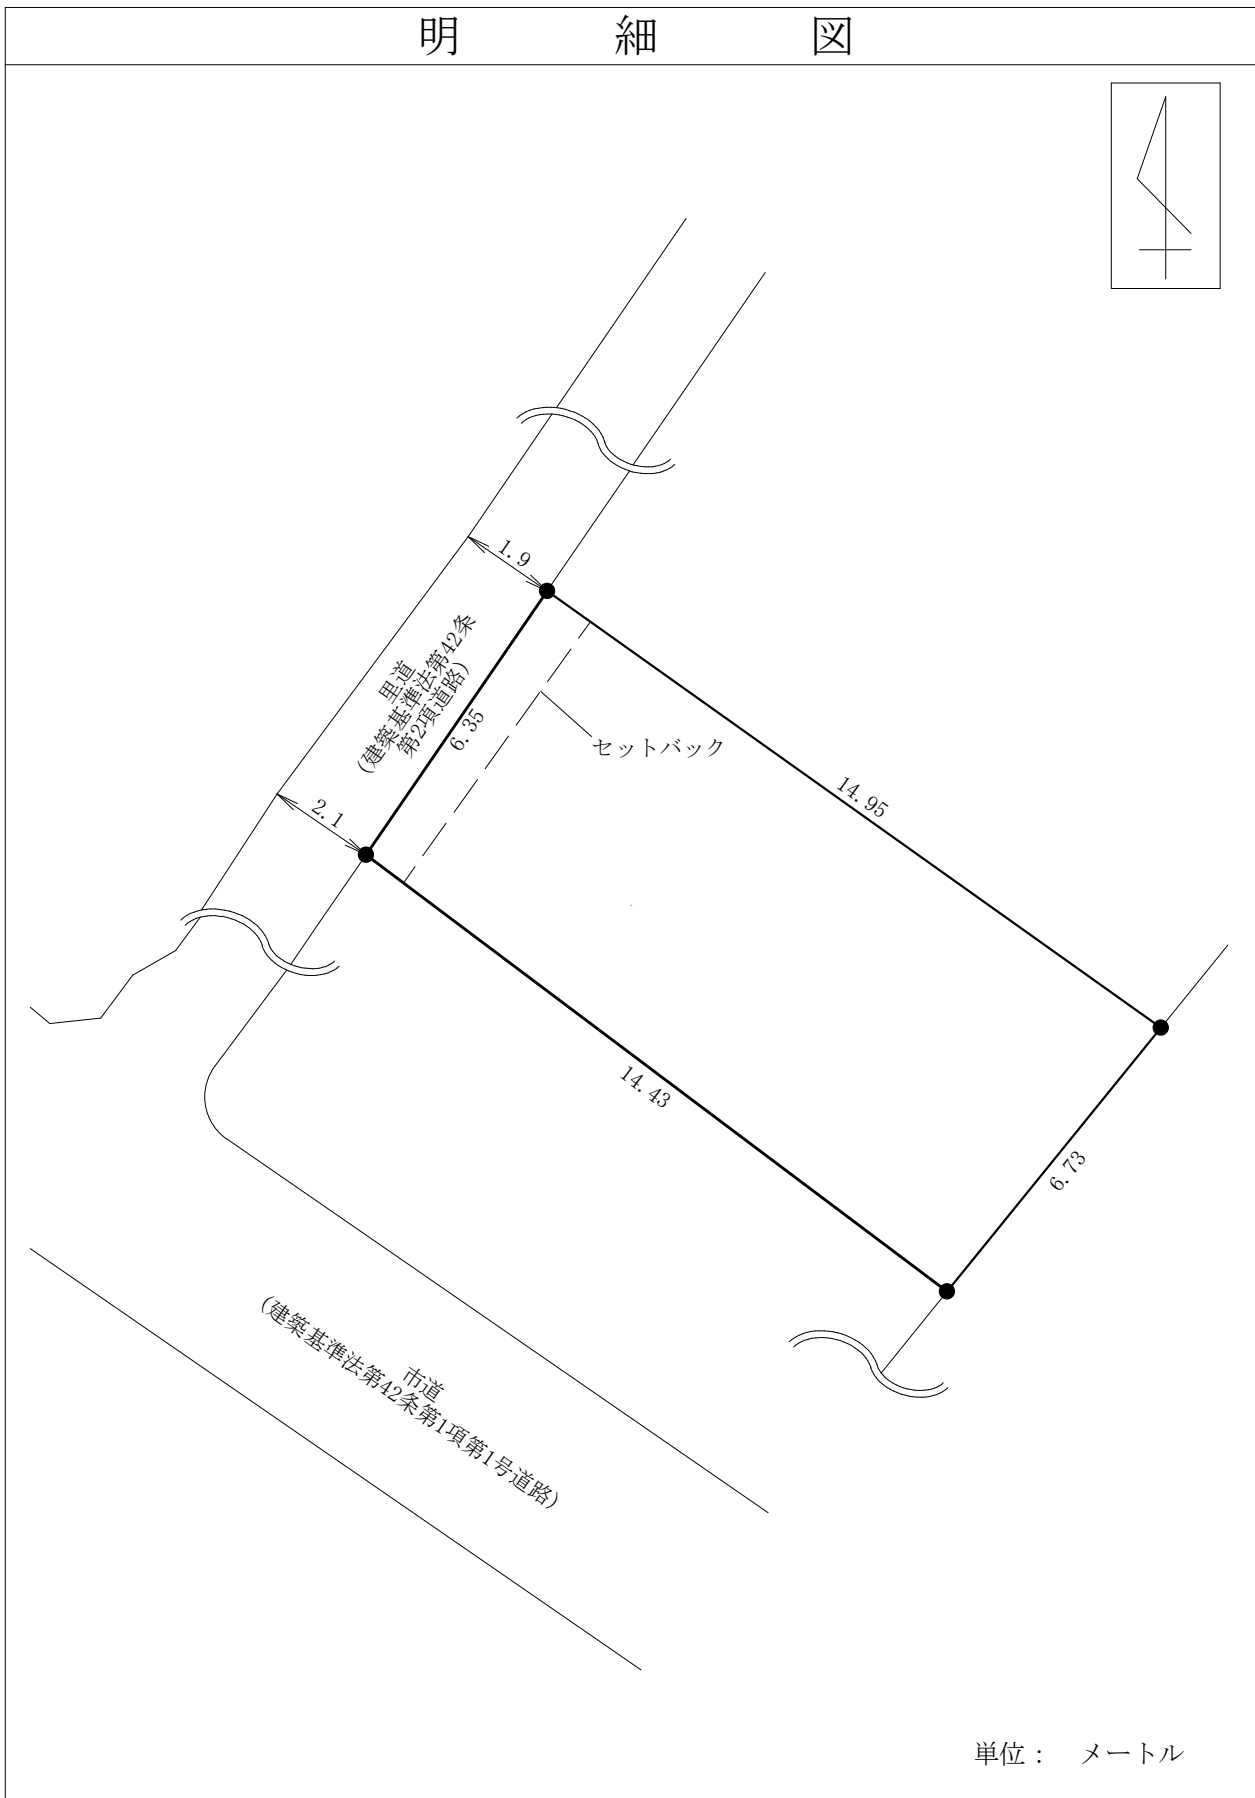 明細図
1.9
里道
(建築基準法第42条
第2項道路)
6.35
セットバック
14.95
2.1
14.43
6.73
市道
(建築基準法第42条第1項第1号道路)
単位： メートル